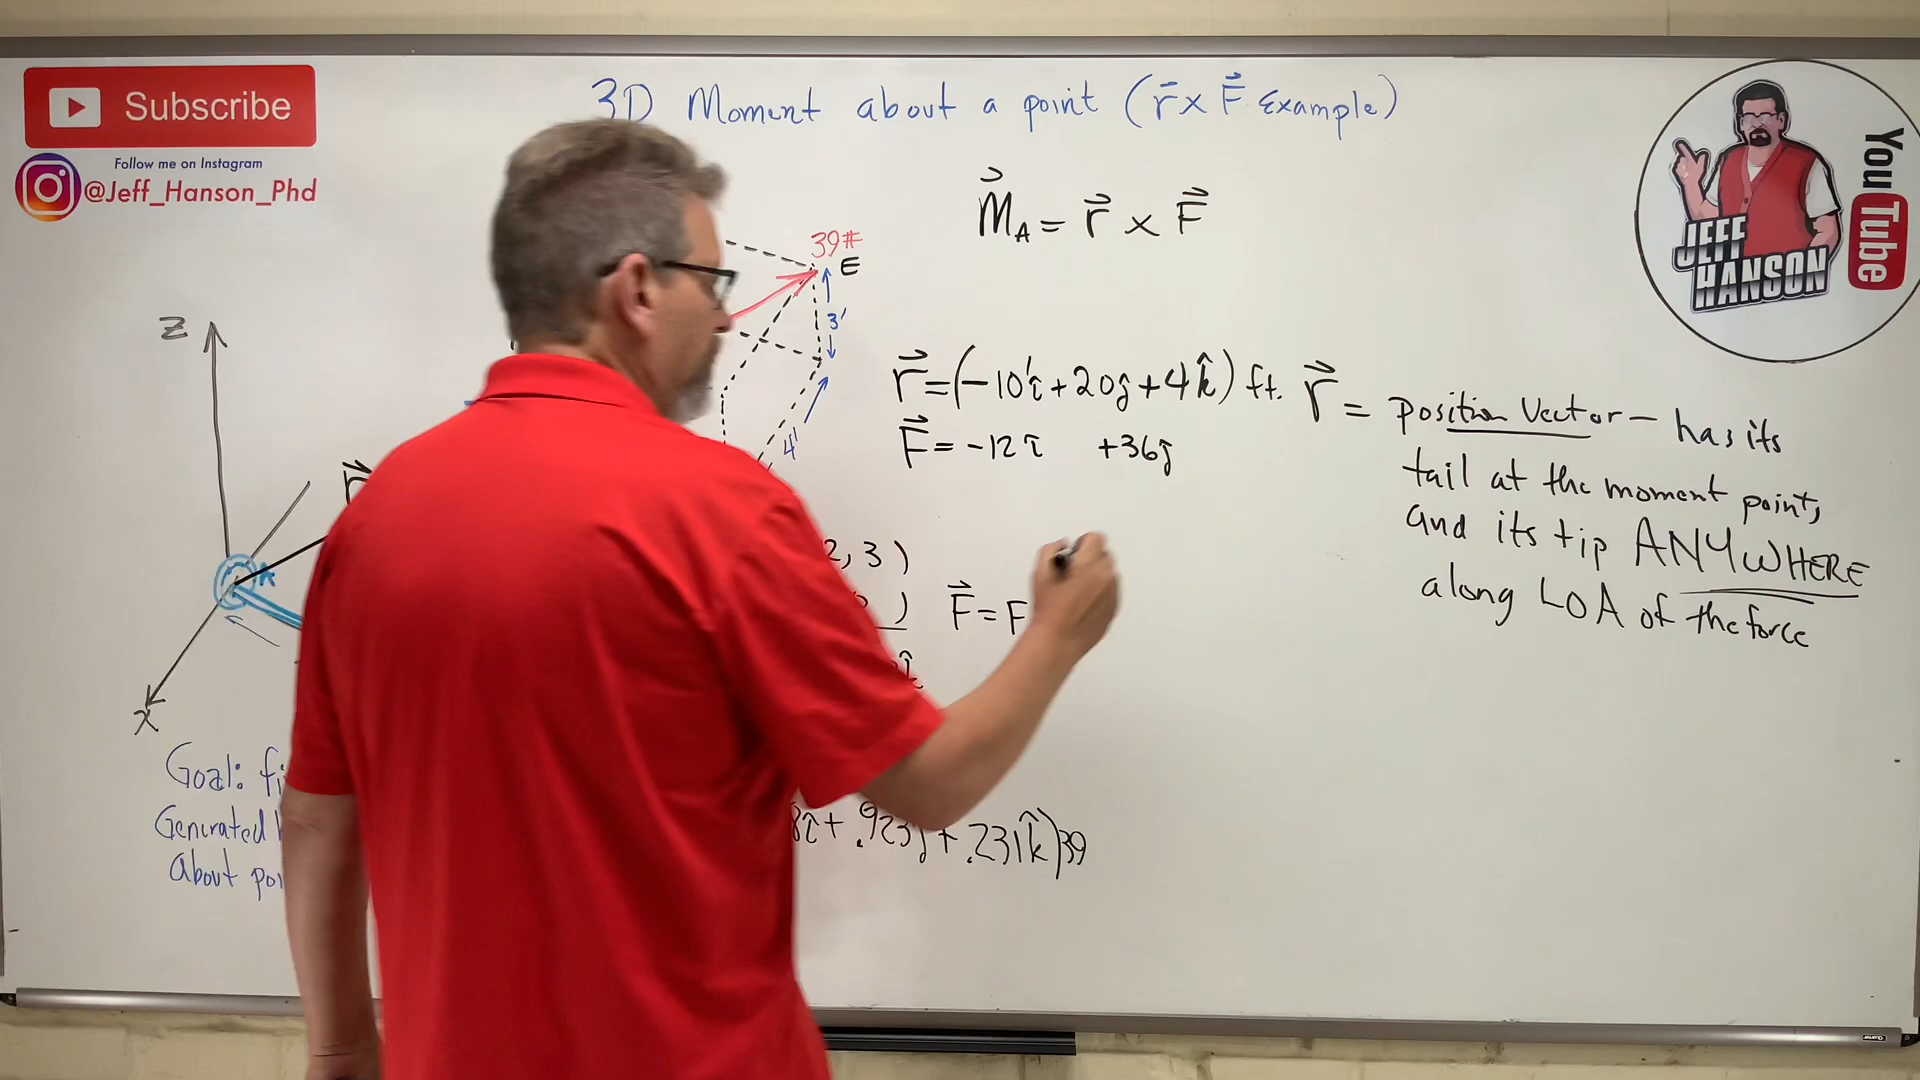 Subscribe
Follow me on Instagram
@Jeff_Hanson_Phd
3D Moment about a point (r⃗ x F⃗ Example)
JEFF HANSON
YouTube
M⃗A = r⃗ x F⃗
39#
E
3'
4'
Z
r⃗
A
X
r⃗=(-10'î+20ĵ+4k̂) ft.
F⃗= -12î +36ĵ
r⃗ = position Vector - has its
tail at the moment point,
and its tip ANYWHERE
along LOA of the force
2, 3 )
)
F⃗=F
k̂
8î+ .923ĵ + .231k̂)39
Goal:
Generated
About